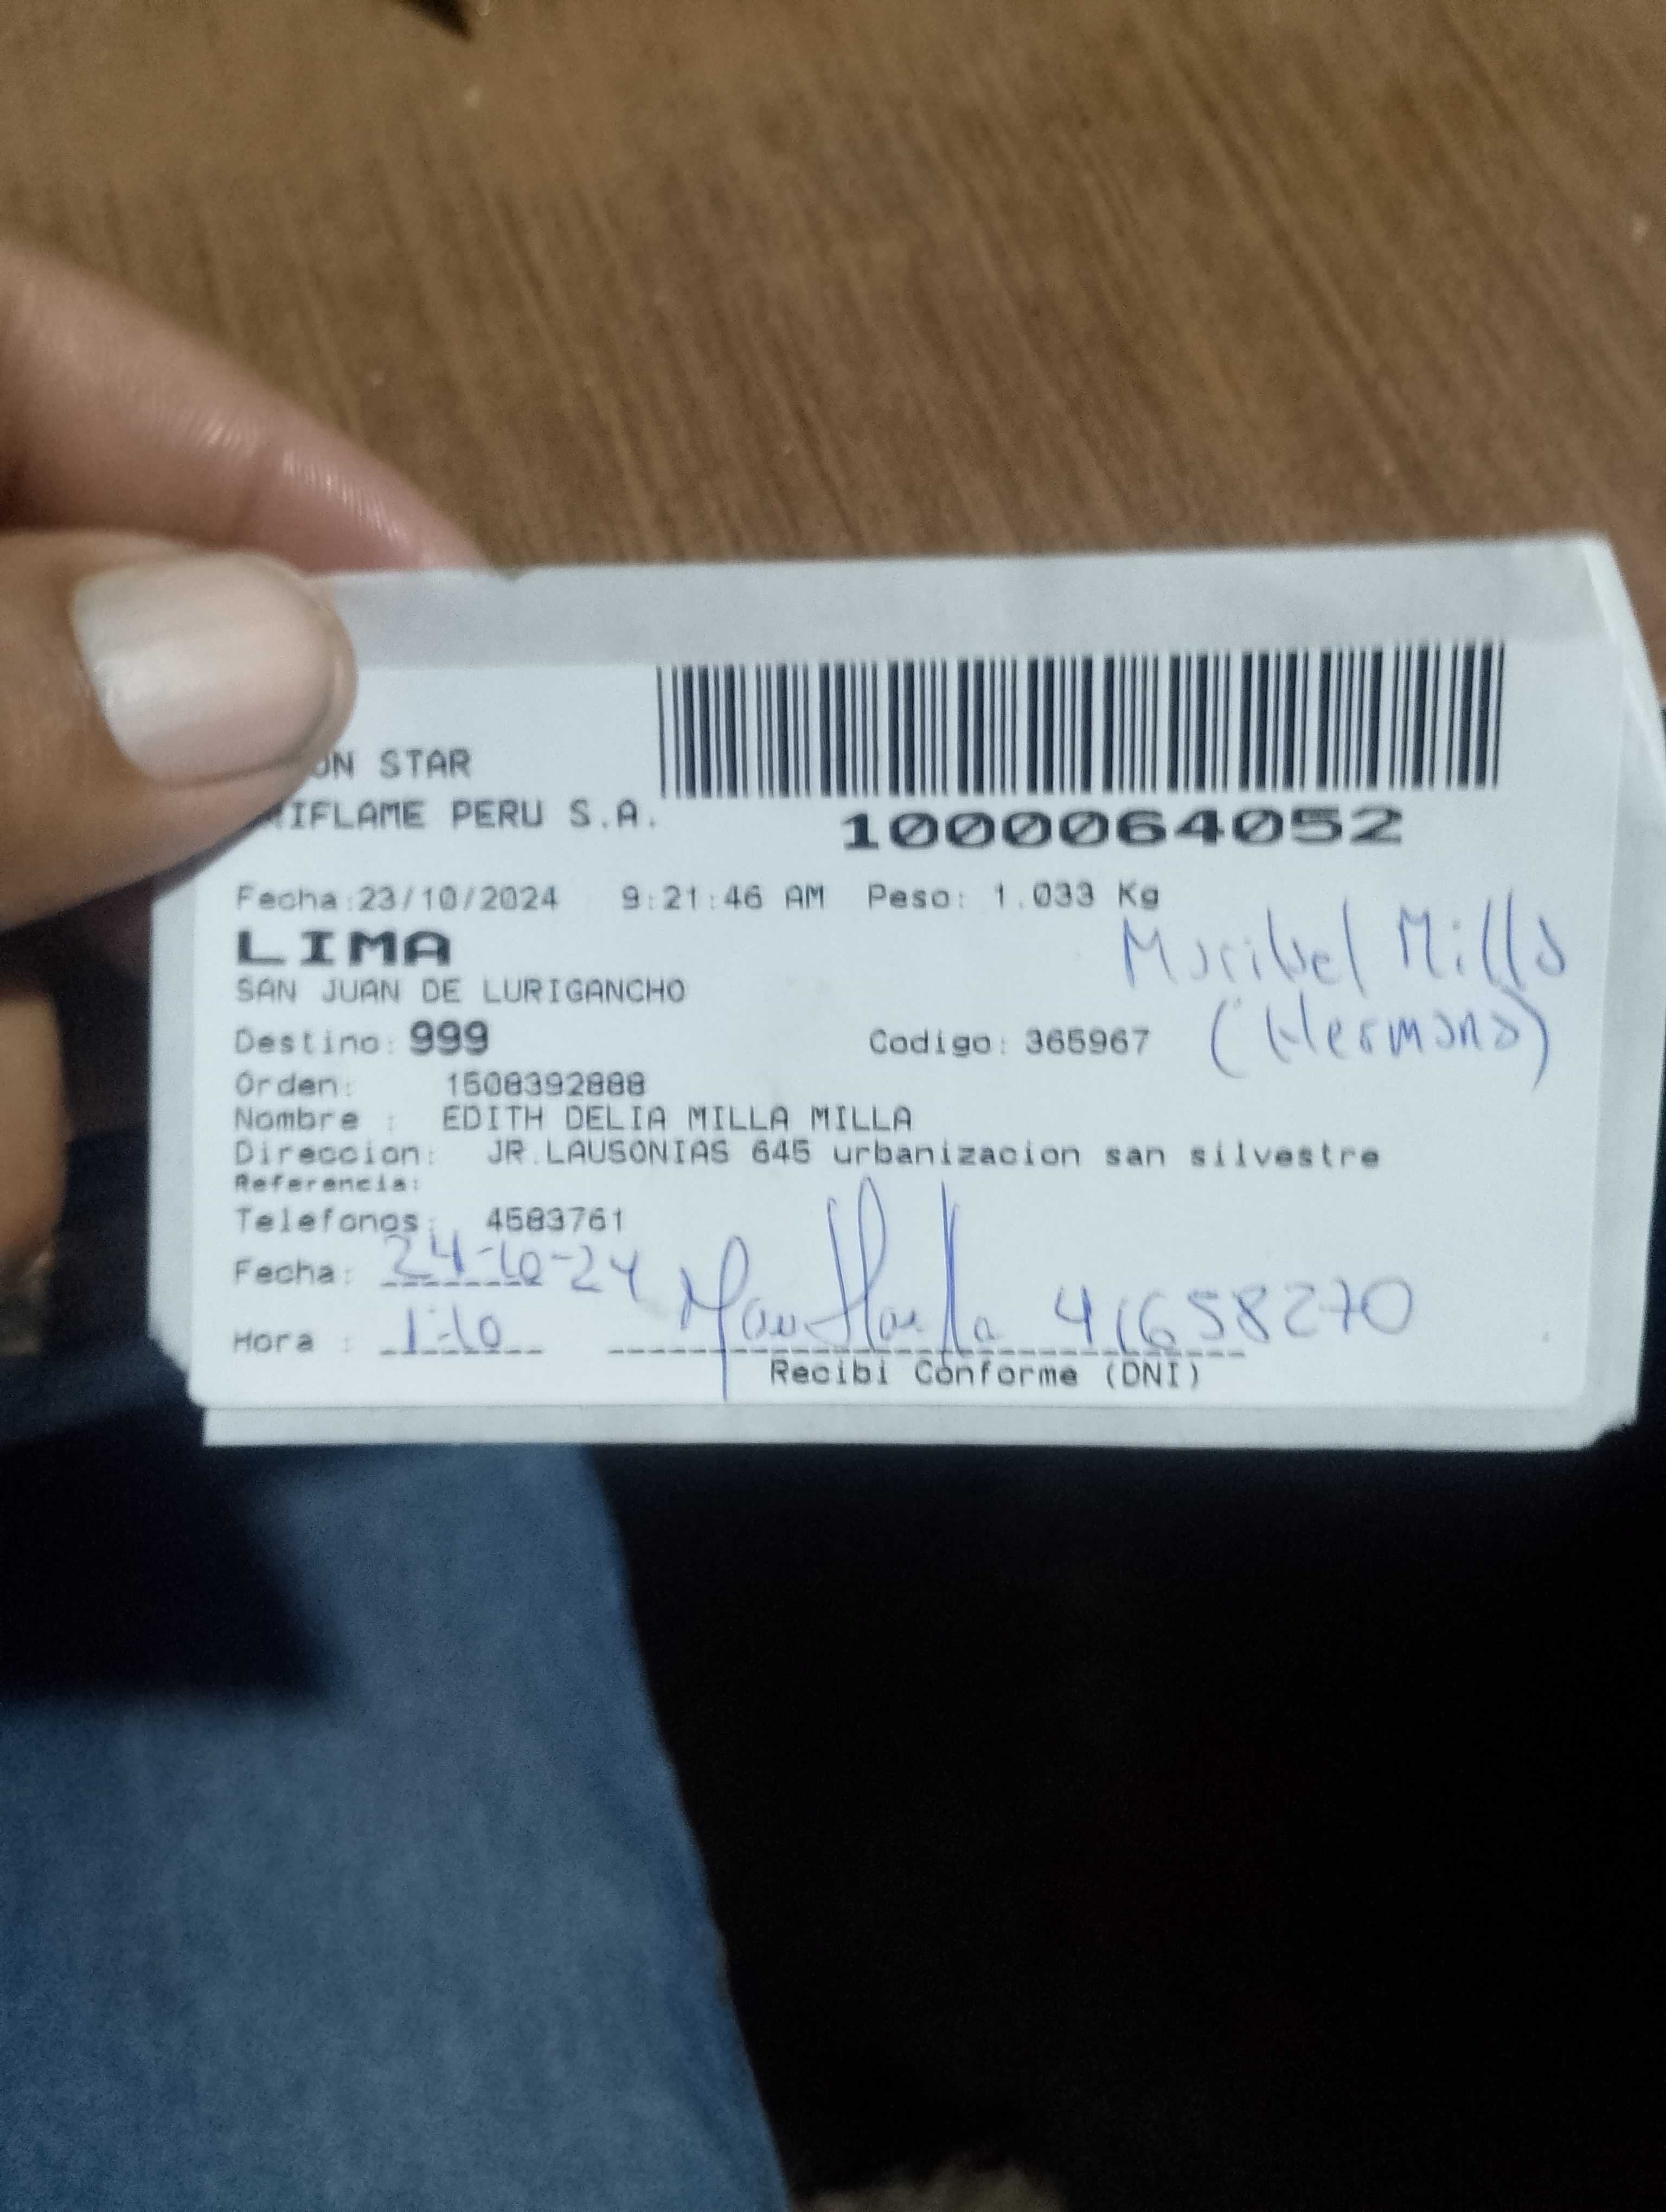 ON STAR
RIFLAME PERU S.A.
1000064052
Fecha:23/10/2024 9:21:46 AM Peso: 1.033 Kg
LIMA
Maribel Milla
SAN JUAN DE LURIGANCHO
(Hermana)
Destino: 999 Codigo: 365967
Orden: 1508392888
Nombre : EDITH DELIA MILLA MILLA
Direccion: JR.LAUSONIAS 645 urbanizacion san silvestre
Referencia:
Telefonos: 4583761
Fecha: 24-10-24
Hora : 1:10 41658270
Recibi Conforme (DNI)